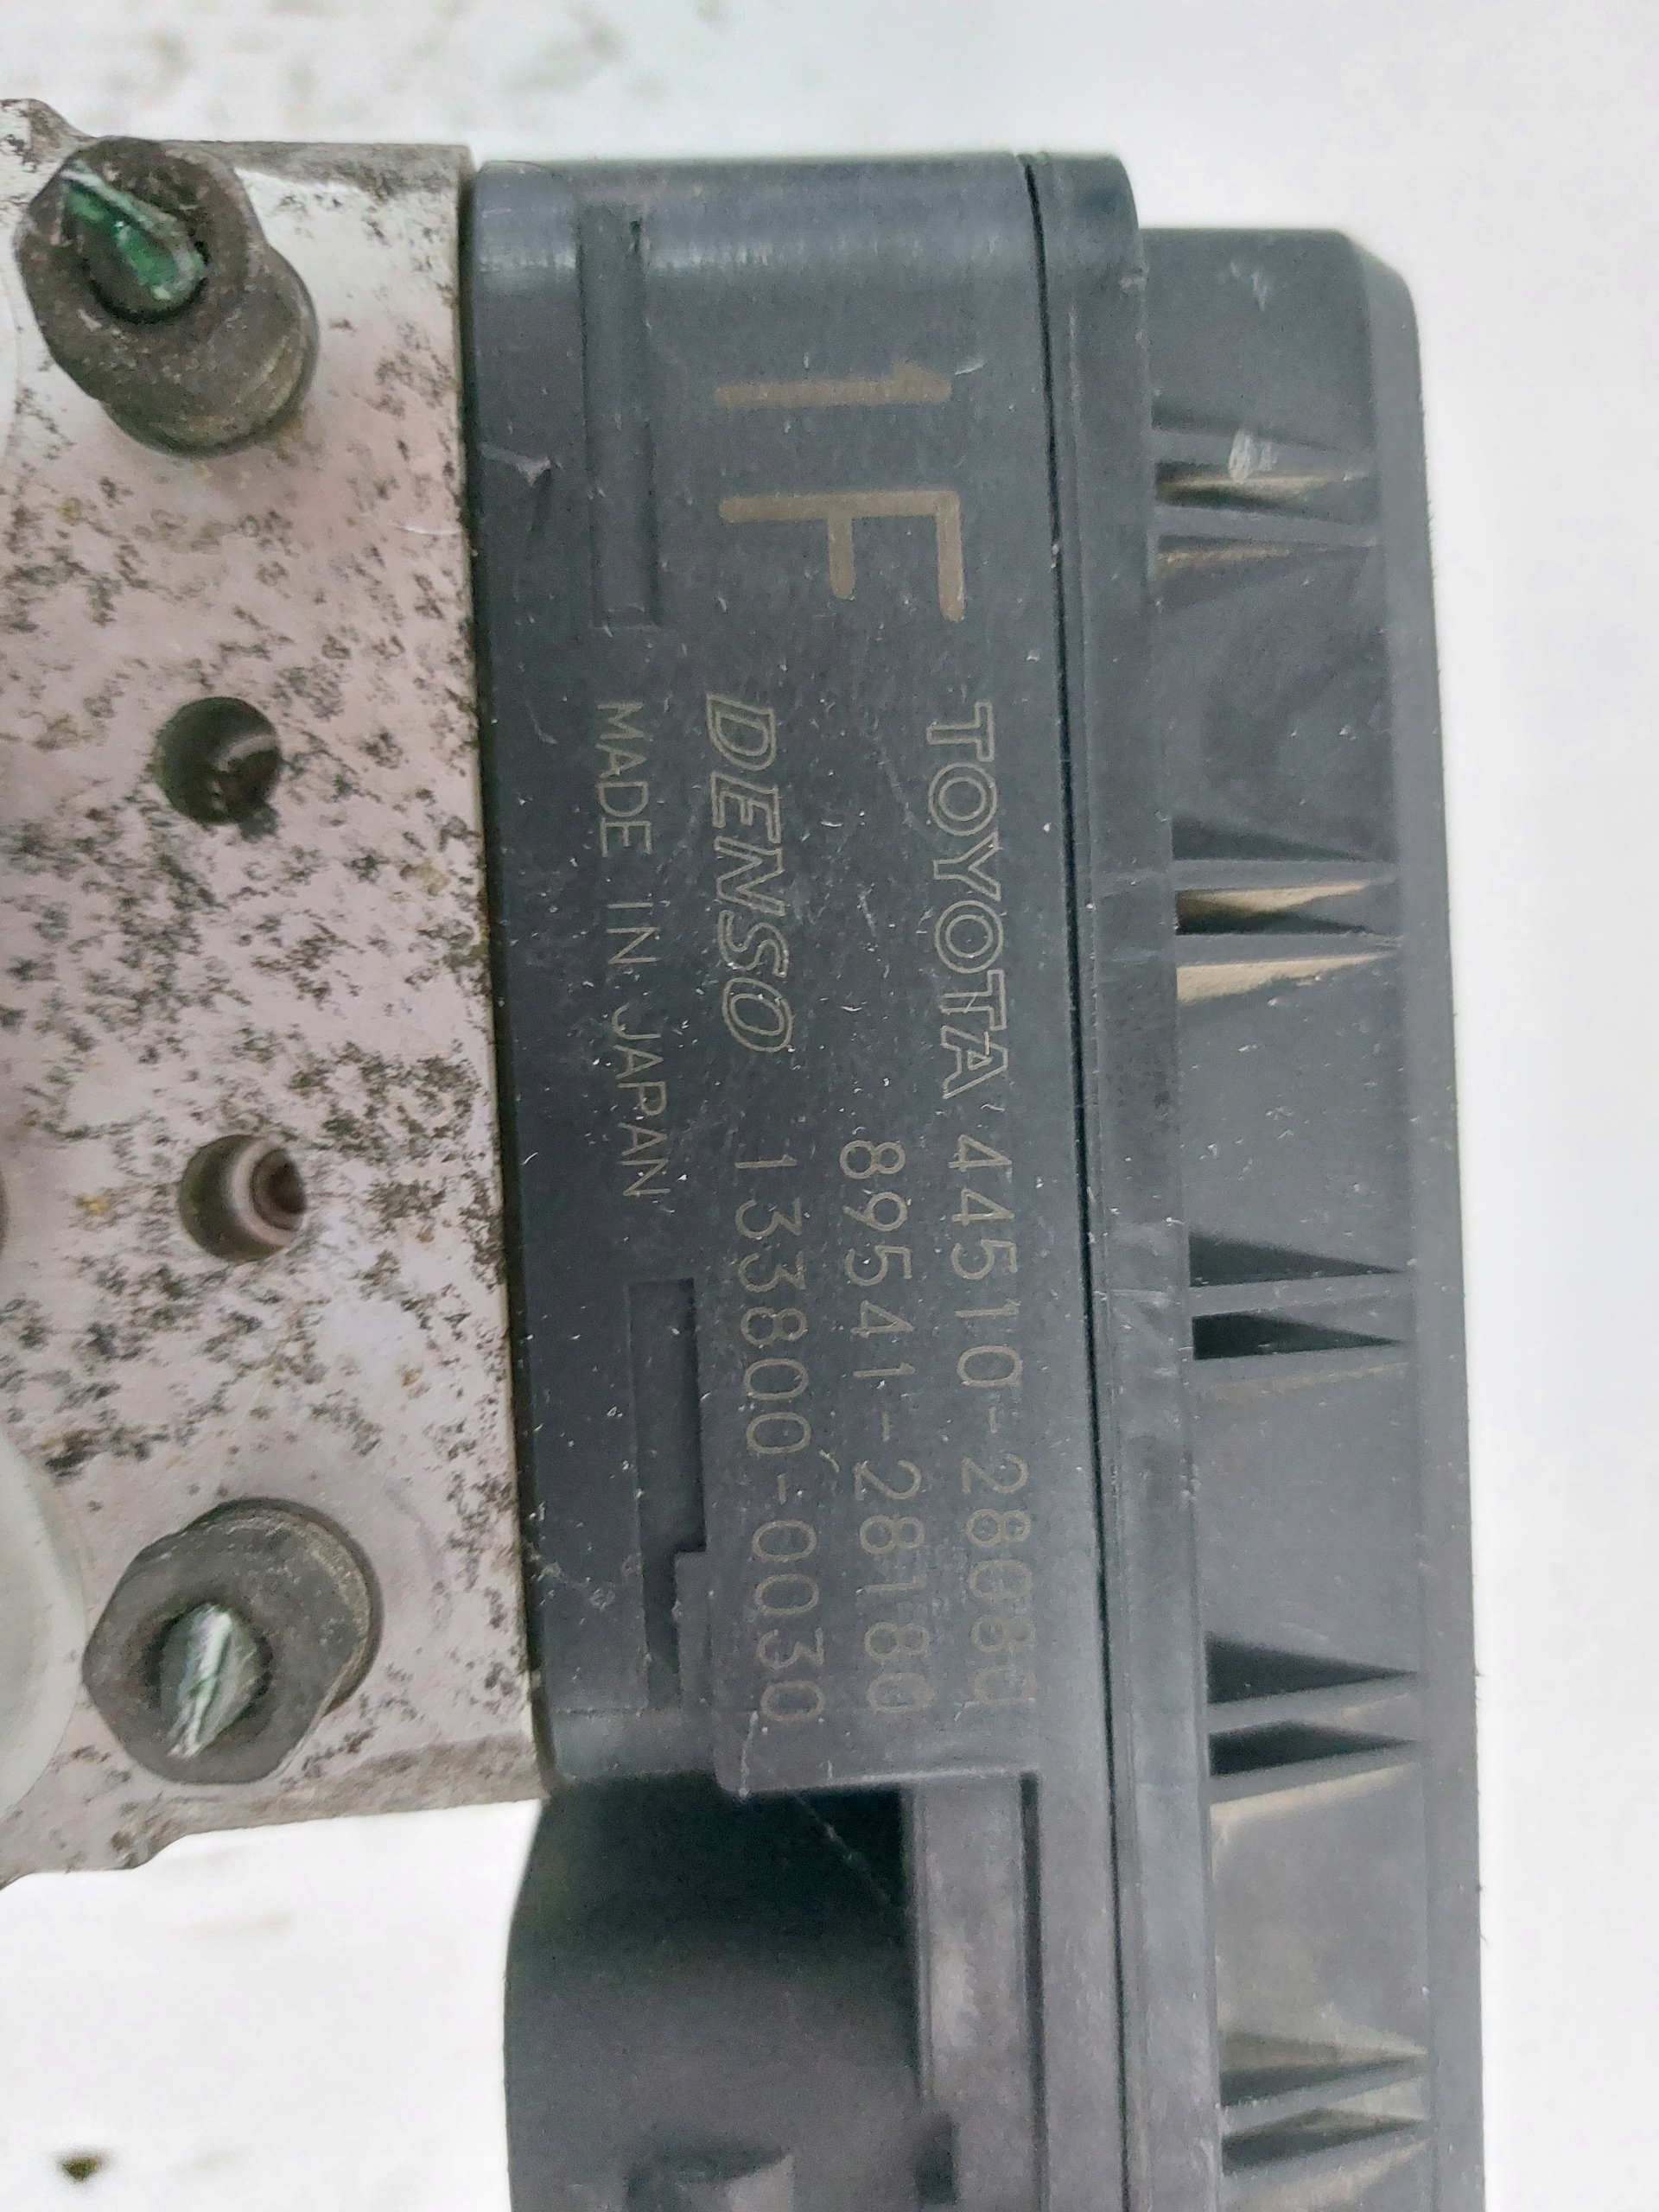 1F
TOYOTA 44510-28080
89541-28180
DENSO 133800-0030
MADE IN JAPAN